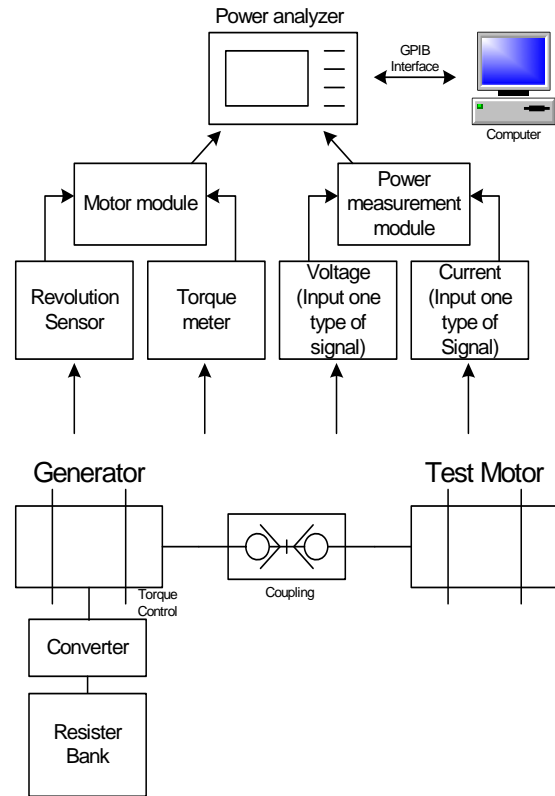 Power analyzer
GPIB
Interface
Computer
Motor module
Power
measurement
module
Revolution
Sensor
Torque
meter
Voltage
(Input one
type of
signal)
Current
(Input one
type of
Signal)
Generator
Test Motor
Torque
Control
Coupling
Converter
Resister
Bank